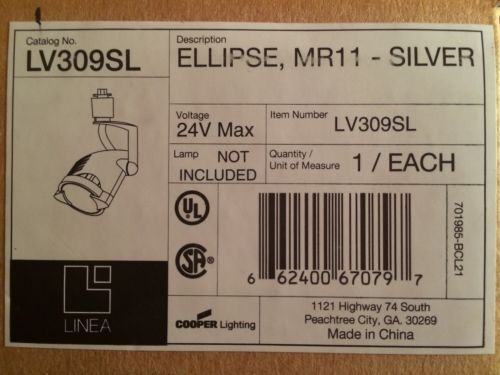 Catalog No.
LV309SL
Description
ELLIPSE, MR11 - SILVER
Voltage
24V Max
Item Number
LV309SL
Lamp NOT
INCLUDED
Quantity /
Unit of Measure
1 / EACH
UL
SA
701985-BCL21
6 62400 67079 7
LINEA
COOPER Lighting
1121 Highway 74 South
Peachtree City, GA. 30269
Made in China